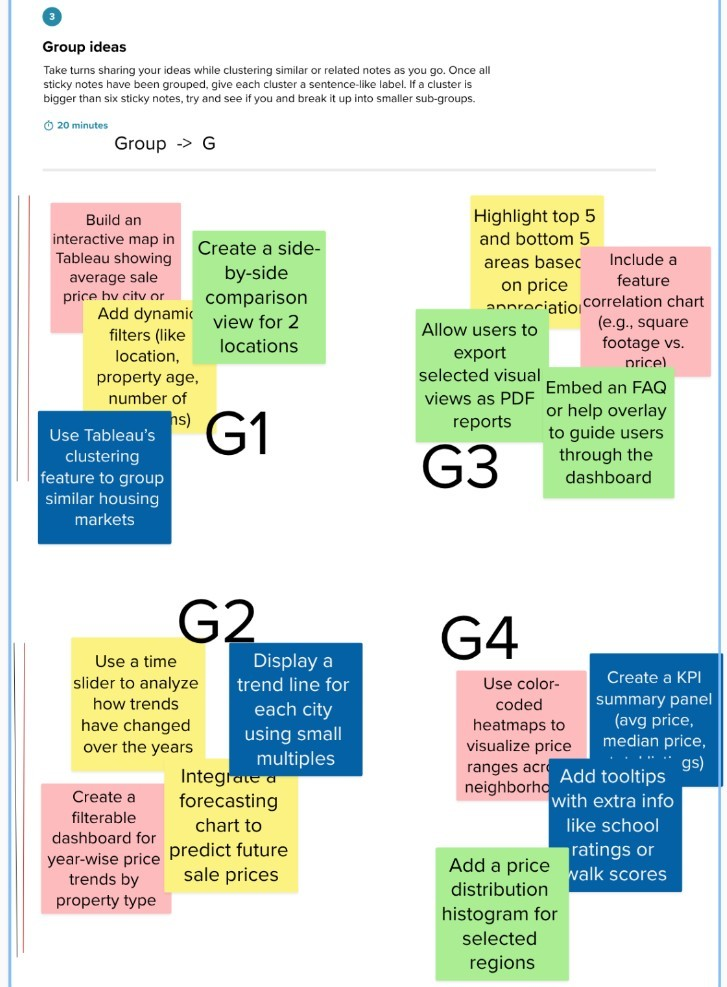 3
Group ideas
Take turns sharing your ideas while clustering similar or related notes as you go. Once all
sticky notes have been grouped, give each cluster a sentence-like label. If a cluster is
bigger than six sticky notes, try and see if you and break it up into smaller sub-groups.
20 minutes
Group -> G
Build an
interactive map in
Tableau showing
average sale
price by city or
Create a side-
by-side
comparison
view for 2
locations
Add dynamic
filters (like
location,
property age,
number of
Use Tableau's
clustering
feature to group
similar housing
markets
G1
Highlight top 5
and bottom 5
areas based
on price
appreciation
Include a
feature
correlation chart
(e.g., square
footage vs.
price)
Allow users to
export
selected visual
views as PDF
reports
Embed an FAQ
or help overlay
to guide users
through the
dashboard
G3
G2
Use a time
slider to analyze
how trends
have changed
over the years
Display a
trend line for
each city
using small
multiples
Integrate a
forecasting
chart to
predict future
sale prices
Create a
filterable
dashboard for
year-wise price
trends by
property type
G4
Use color-
coded
heatmaps to
visualize price
ranges
Create a KPI
summary panel
(avg price,
median price,
Add tooltips
with extra info
like school
ratings or
walk scores
Add a price
distribution
histogram for
selected
regions